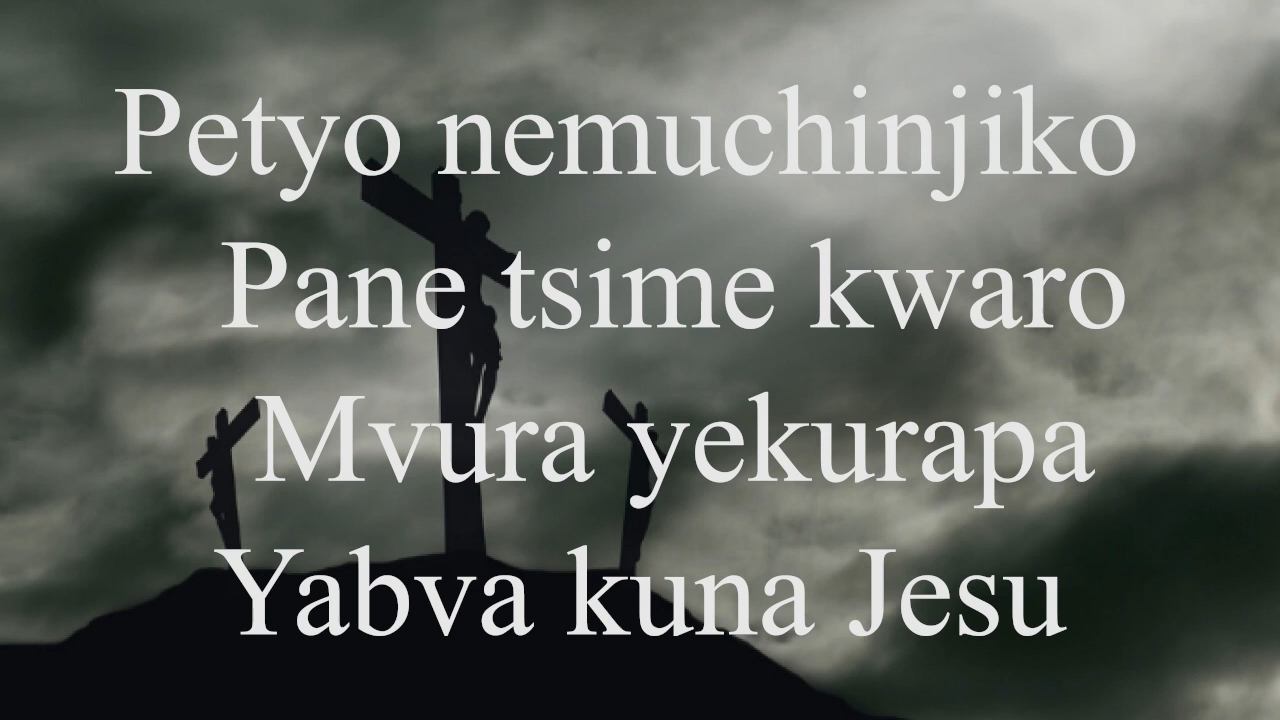 Petyo nemuchinjiko
Pane tsime kwaro
Mvura yekurapa
Yabva kuna Jesu